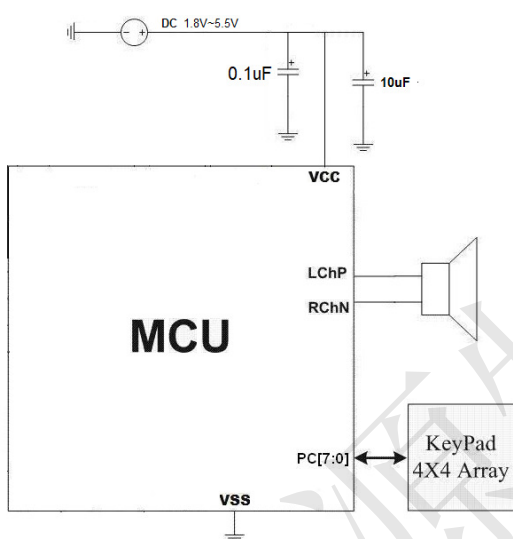 DC 1.8V~5.5V
0.1uF
10uF
VCC
LChP
RChN
MCU
PC[7:0]
KeyPad
4X4 Array
VSS